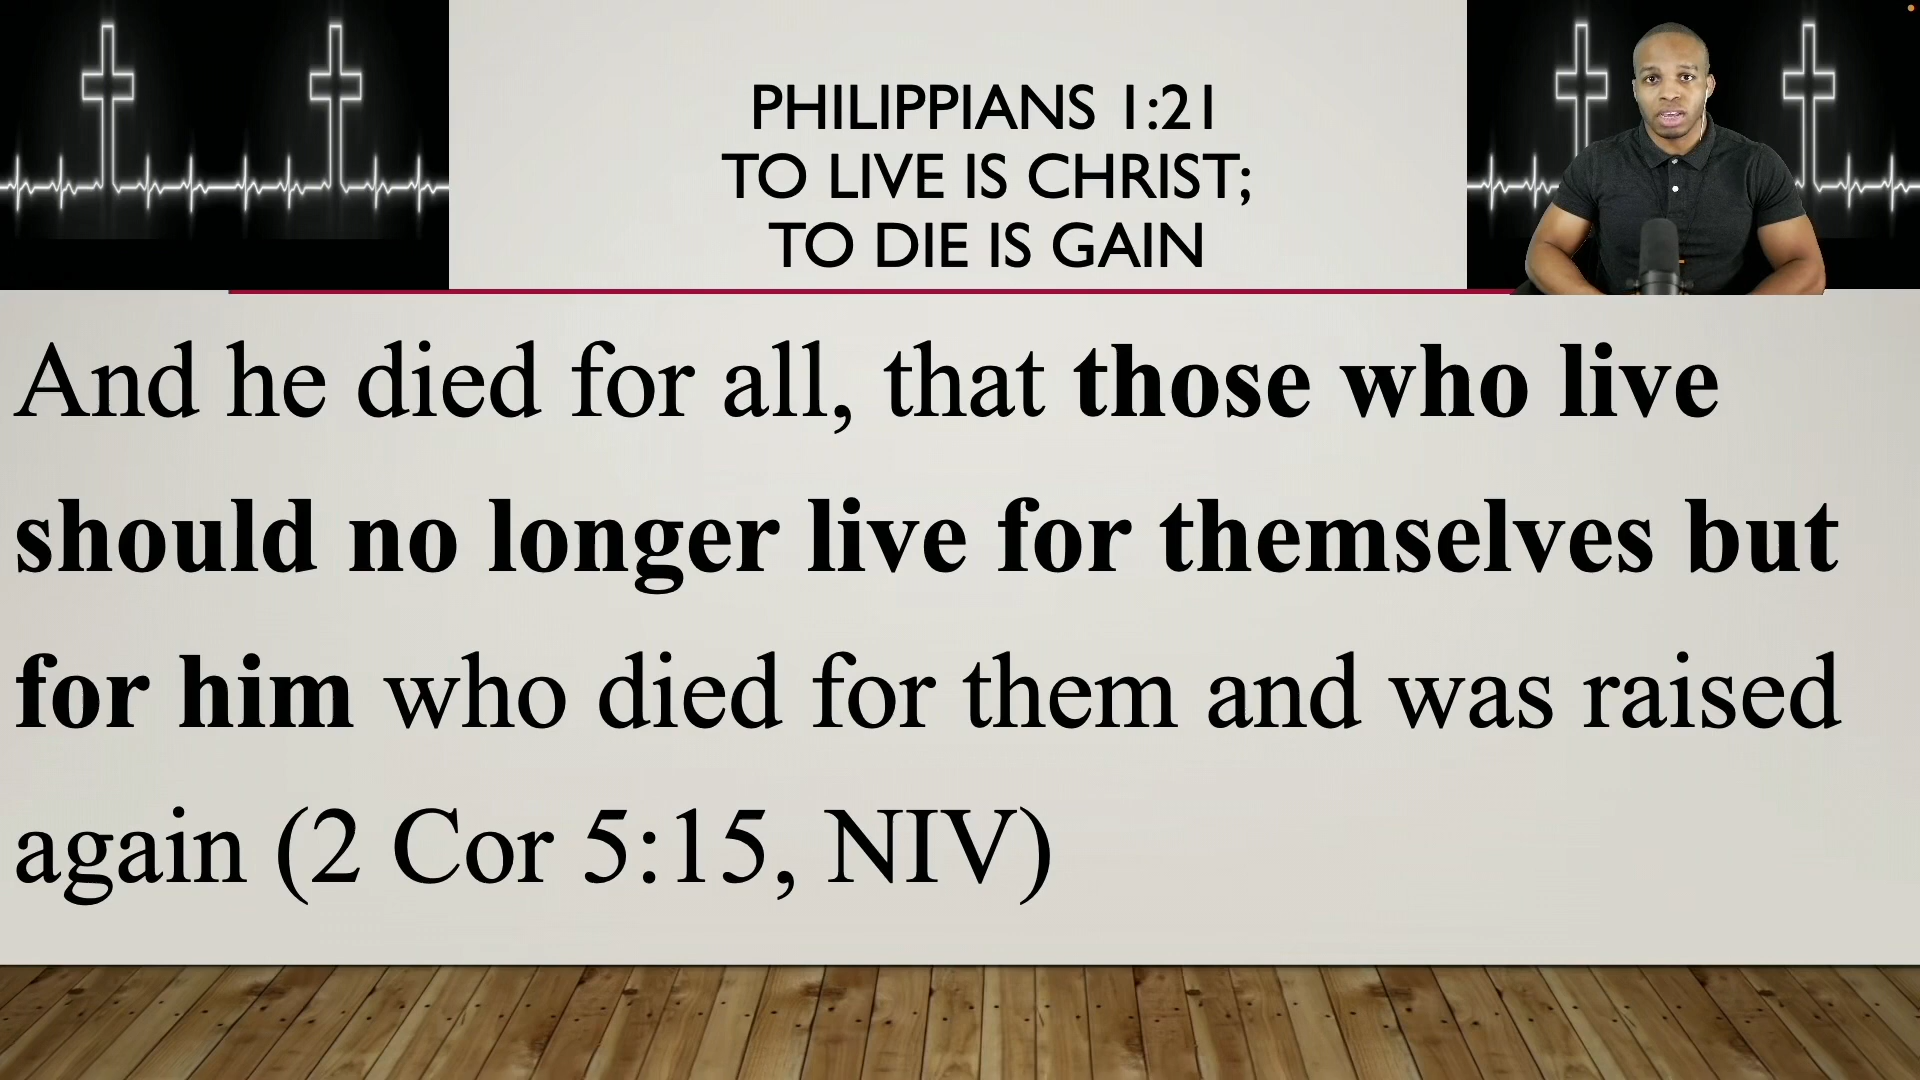 PHILIPPIANS 1:21
TO LIVE IS CHRIST;
TO DIE IS GAIN
And he died for all, that those who live
should no longer live for themselves but
for him who died for them and was raised
again (2 Cor 5:15, NIV)